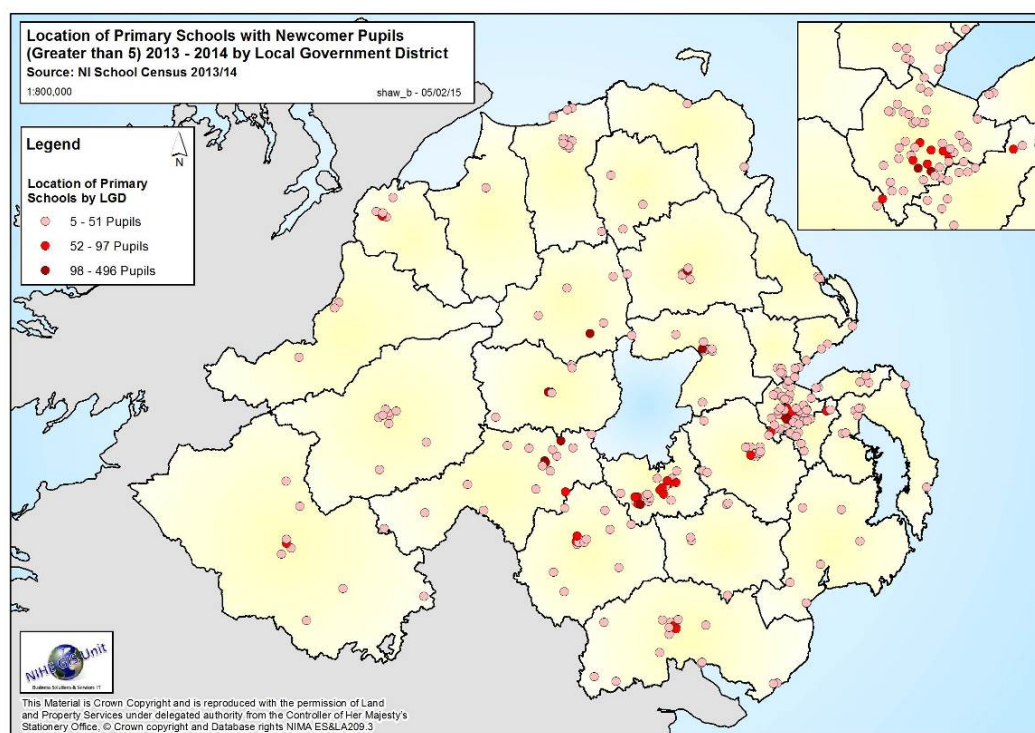 Location of Primary Schools with Newcomer Pupils
(Greater than 5) 2013 - 2014 by Local Government District
Source: NI School Census 2013/14
1:800,000 shaw_b - 05/02/15
Legend
N
Location of Primary
Schools by LGD
5 - 51 Pupils
52 - 97 Pupils
98 - 496 Pupils
NIHE GIS Unit
Business Solutions & Services IT
This Material is Crown Copyright and is reproduced with the permission of Land
and Property Services under delegated authority from the Controller of Her Majesty's
Stationery Office, © Crown copyright and Database rights NIMA ES&LA209.3